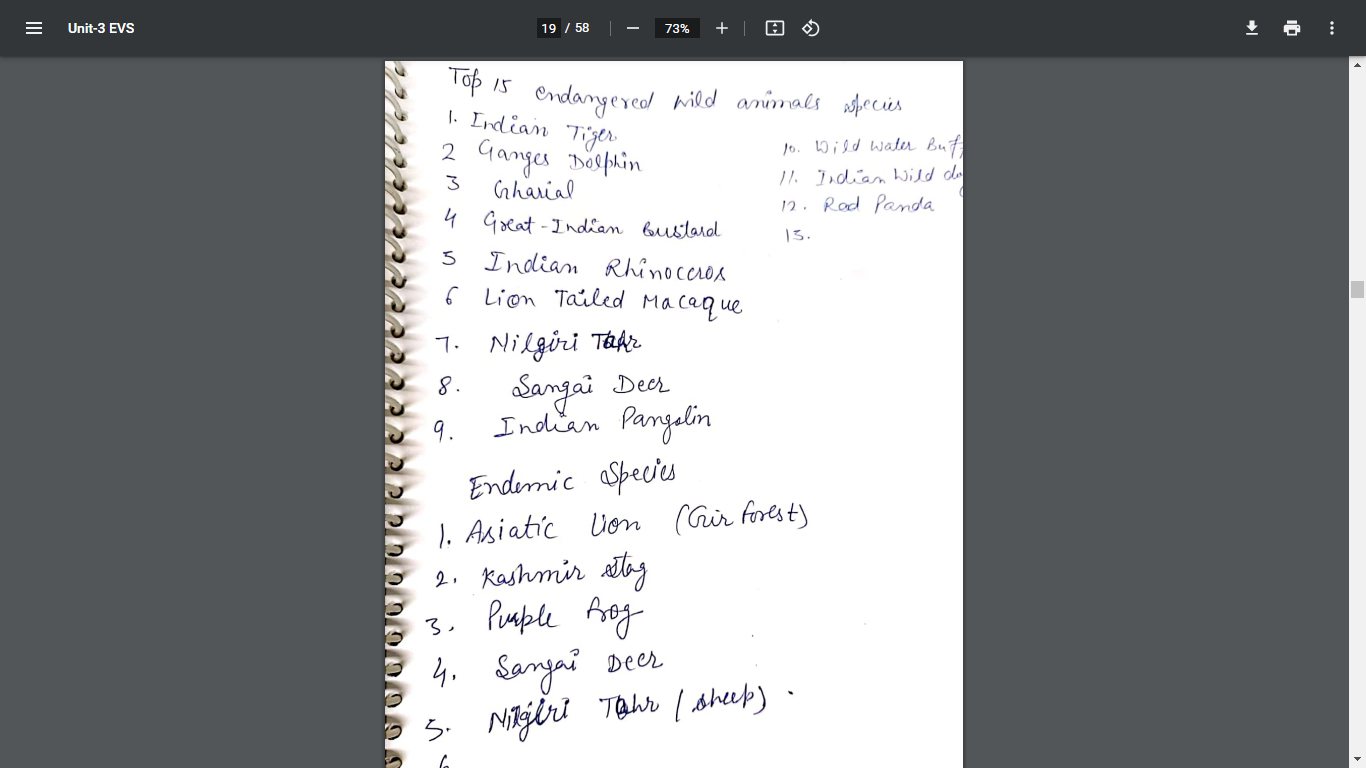 Unit-3 EVS
19 / 58
73%
Top 15 endangered wild animals species
1. Indian Tiger
2 Ganges Dolphin
3 Gharial
4 Great-Indian Bustard
5 Indian Rhinoceros
6 Lion Tailed Macaque
7. Nilgiri Tahr
8. Sangai Deer
9. Indian Pangolin
10. Wild Water Buf
11. Indian Wild do
12. Red Panda
13.
Endemic Species
1. Asiatic Lion (Gir forest)
2. Kashmir stag
3. Purple frog
4. Sangai Deer
5. Nilgiri Tahr (sheep)
6